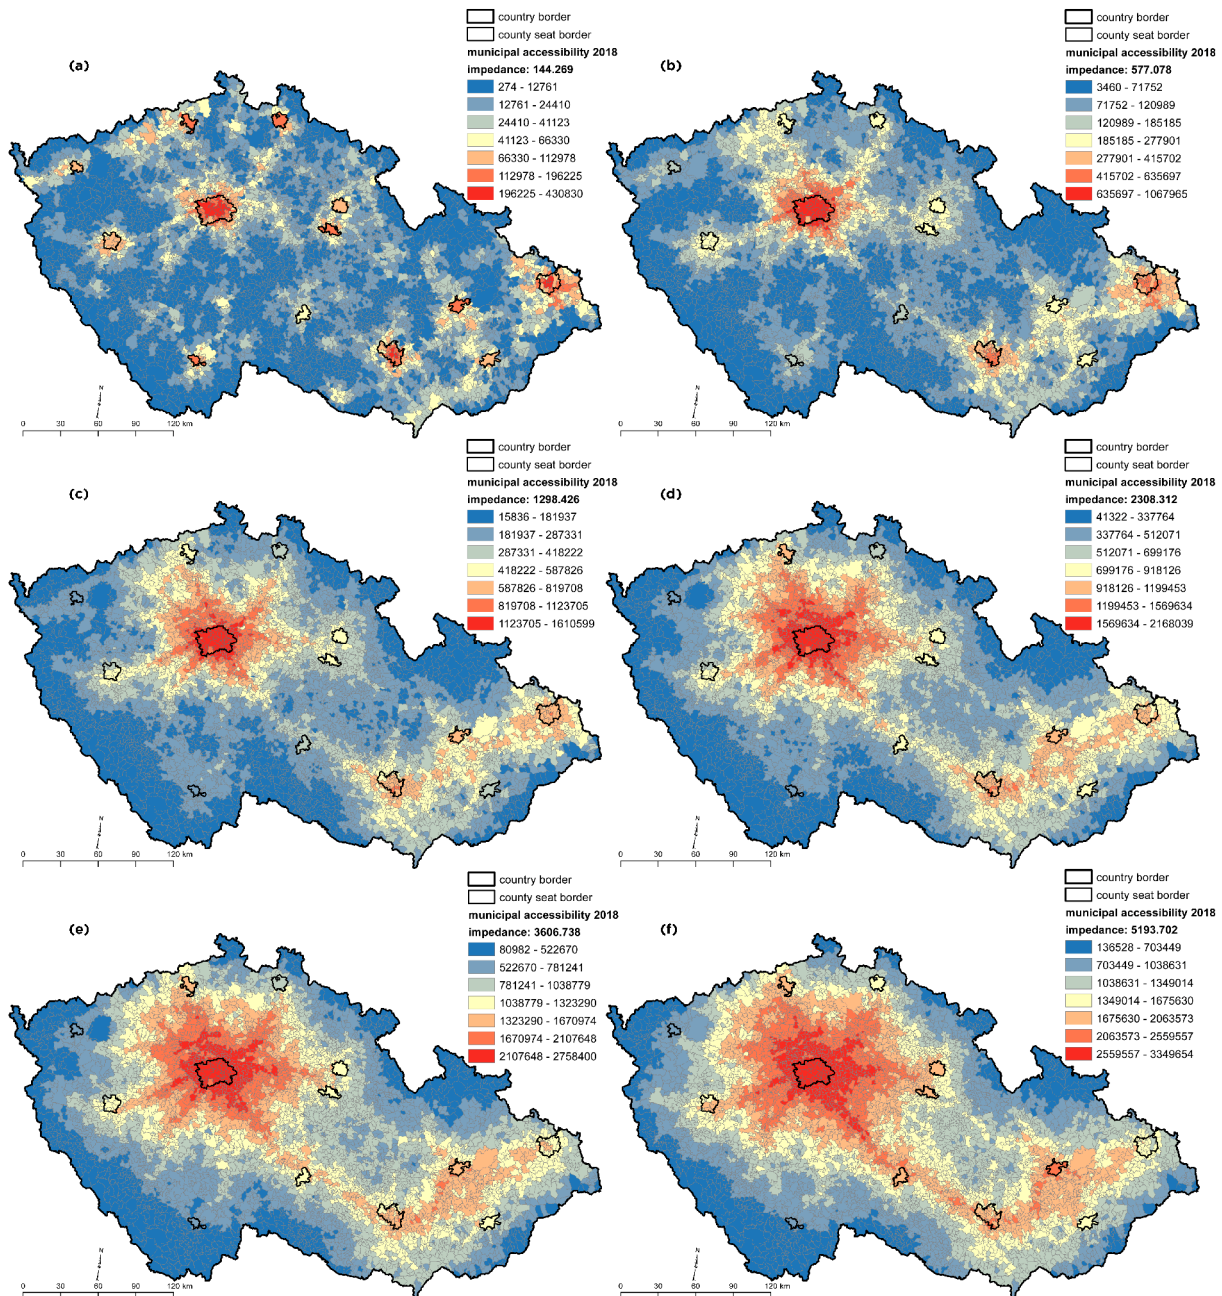 country border
county seat border
municipal accessibility 2018
(a)
impedance: 144.269
274 - 12761
12761 - 24410
24410 - 41123
41123 - 66330
66330 - 112978
112978 - 196225
196225 - 430830
N
0 30 60 90 120 km
country border
county seat border
municipal accessibility 2018
(b)
impedance: 577.078
3460 - 71752
71752 - 120989
120989 - 185185
185185 - 277901
277901 - 415702
415702 - 635697
635697 - 1067965
N
0 30 60 90 120 km
country border
county seat border
municipal accessibility 2018
(c)
impedance: 1298.426
15836 - 181937
181937 - 287331
287331 - 418222
418222 - 587826
587826 - 819708
819708 - 1123705
1123705 - 1610599
N
0 30 60 90 120 km
country border
county seat border
municipal accessibility 2018
(d)
impedance: 2308.312
41322 - 337764
337764 - 512071
512071 - 699176
699176 - 918126
918126 - 1199453
1199453 - 1569634
1569634 - 2168039
N
0 30 60 90 120 km
country border
county seat border
municipal accessibility 2018
(e)
impedance: 3606.738
80982 - 522670
522670 - 781241
781241 - 1038779
1038779 - 1323290
1323290 - 1670974
1670974 - 2107648
2107648 - 2758400
N
0 30 60 90 120 km
country border
county seat border
municipal accessibility 2018
(f)
impedance: 5193.702
136528 - 703449
703449 - 1038631
1038631 - 1349014
1349014 - 1675630
1675630 - 2063573
2063573 - 2559557
2559557 - 3349654
N
0 30 60 90 120 km